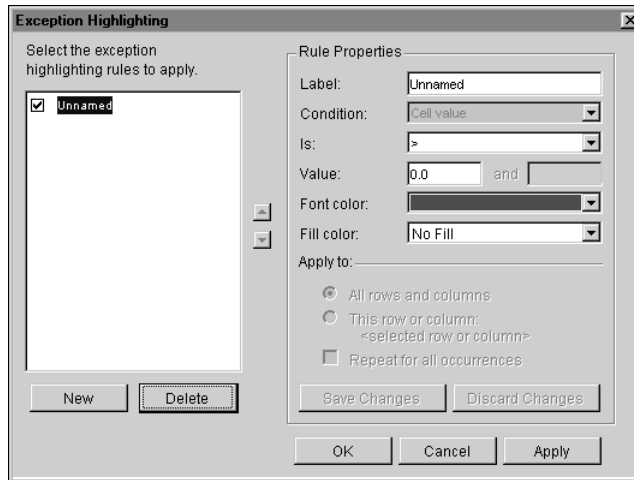 Exception Highlighting
Select the exception
highlighting rules to apply.
Unnamed
New
Delete
Rule Properties
Label: Unnamed
Condition: Cell value
Is: >
Value: 0.0 and
Font color:
Fill color: No Fill
Apply to:
All rows and columns
This row or column:
<selected row or column>
Repeat for all occurrences
Save Changes Discard Changes
OK Cancel Apply